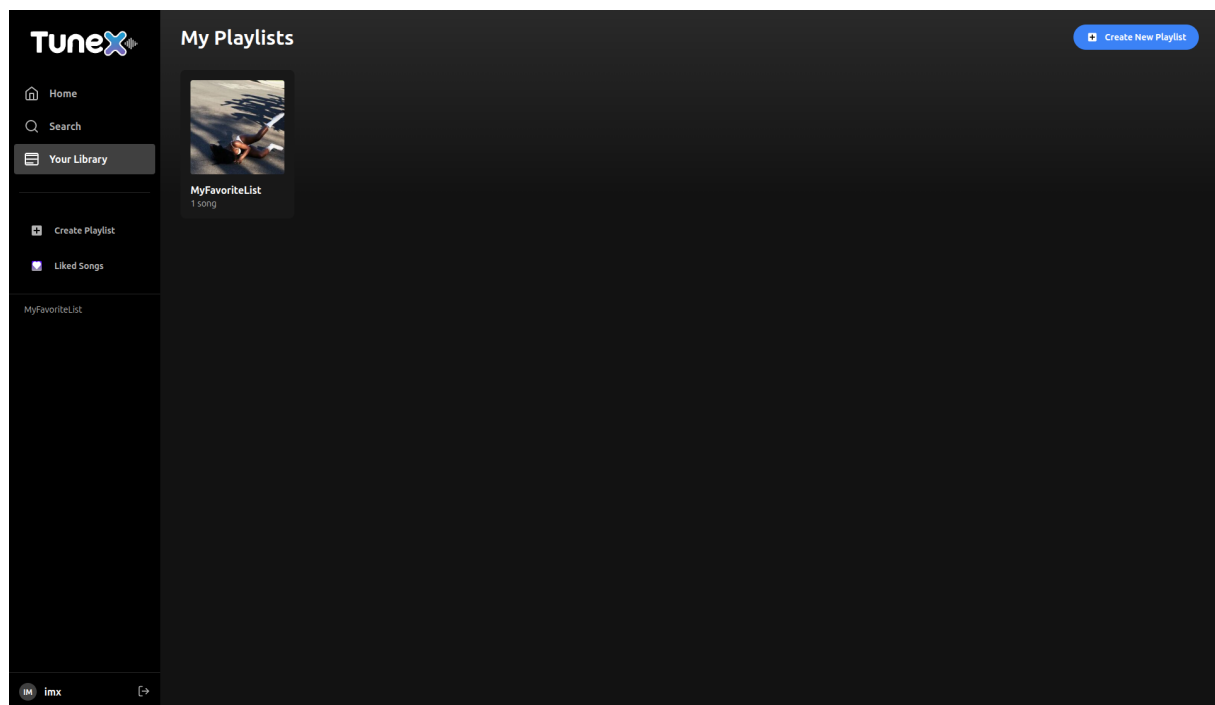 TuneX
Home
Search
Your Library
Create Playlist
Liked Songs
MyFavoriteList
IM imx
My Playlists
Create New Playlist
MyFavoriteList
1 song